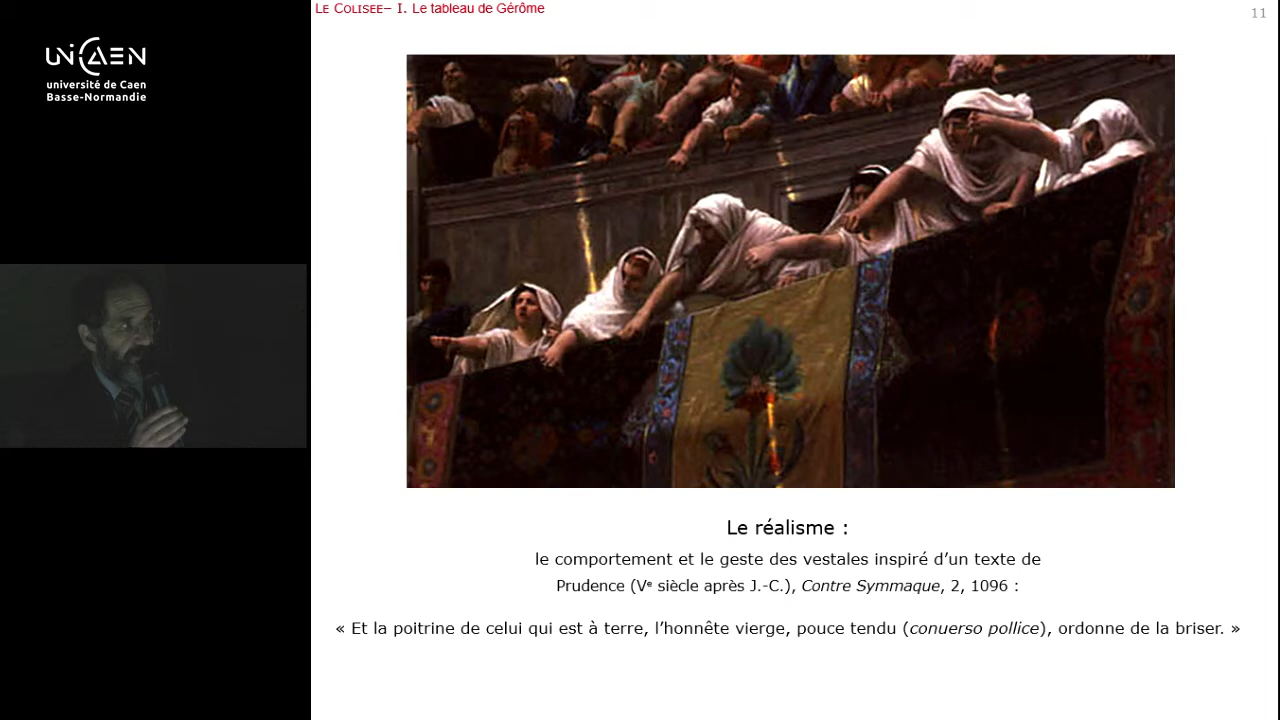 LE COLISEE– I. Le tableau de Gérôme
11
UNICAEN
université de Caen
Basse-Normandie
Le réalisme :
le comportement et le geste des vestales inspiré d’un texte de
Prudence (Vᵉ siècle après J.-C.), Contre Symmaque, 2, 1096 :
« Et la poitrine de celui qui est à terre, l’honnête vierge, pouce tendu (conuerso pollice), ordonne de la briser. »